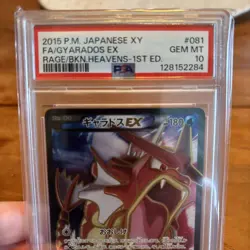 2015 P.M. JAPANESE XY #081
FA/GYARADOS EX GEM MT
RAGE/BKN.HEAVENS-1ST ED. 10
PSA 128152284
ギャラドスEX 180